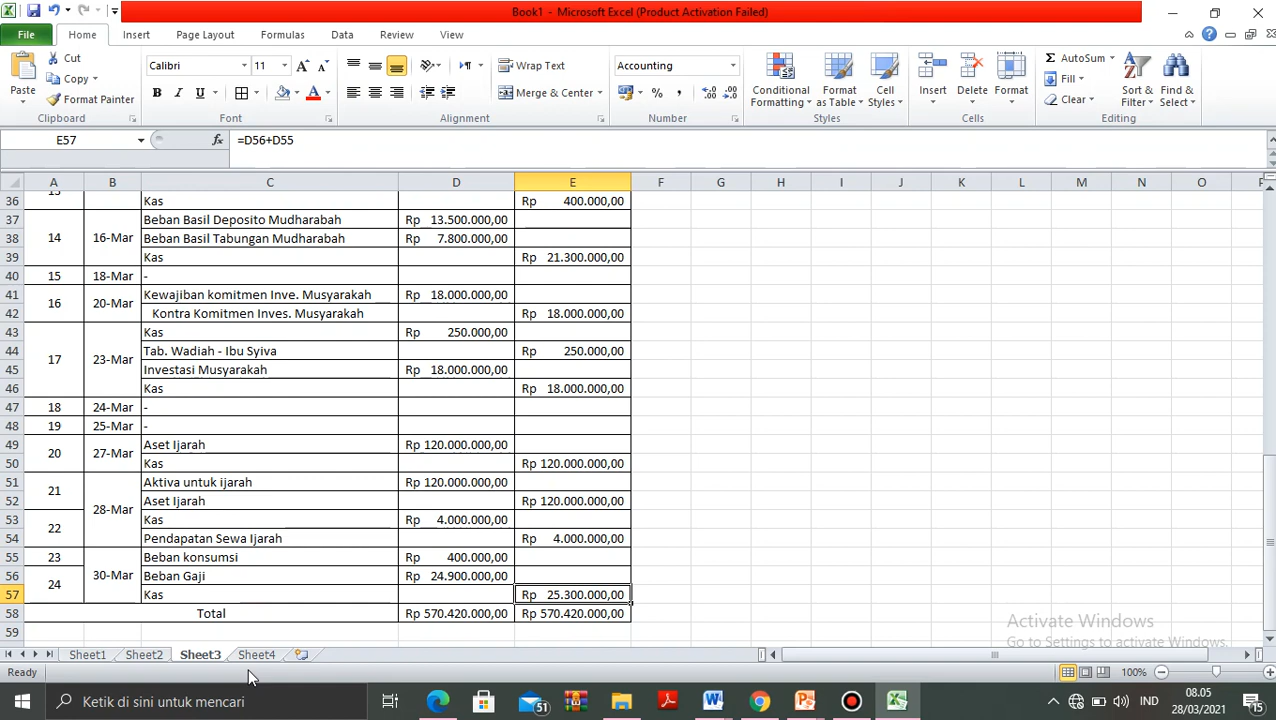 Book1 - Microsoft Excel (Product Activation Failed)
File Home Insert Page Layout Formulas Data Review View
Cut
Copy
Format Painter
Paste
Clipboard
Calibri 11
B I U
Font
Wrap Text
Merge & Center
Alignment
Accounting
%
Number
Conditional Formatting
Format as Table
Cell Styles
Styles
Insert Delete Format
Cells
AutoSum
Fill
Clear
Sort & Filter
Find & Select
Editing
E57 fx =D56+D55
A B C D E F G H I J K L M N O
36 Kas Rp 400.000,00
37 Beban Basil Deposito Mudharabah Rp 13.500.000,00
38 14 16-Mar Beban Basil Tabungan Mudharabah Rp 7.800.000,00
39 Kas Rp 21.300.000,00
40 15 18-Mar -
41 16 20-Mar Kewajiban komitmen Inve. Musyarakah Rp 18.000.000,00
42 Kontra Komitmen Inves. Musyarakah Rp 18.000.000,00
43 Kas Rp 250.000,00
44 17 23-Mar Tab. Wadiah - Ibu Syiva Rp 250.000,00
45 Investasi Musyarakah Rp 18.000.000,00
46 Kas Rp 18.000.000,00
47 18 24-Mar -
48 19 25-Mar -
49 20 27-Mar Aset Ijarah Rp 120.000.000,00
50 Kas Rp 120.000.000,00
51 21 Aktiva untuk ijarah Rp 120.000.000,00
52 28-Mar Aset Ijarah Rp 120.000.000,00
53 22 Kas Rp 4.000.000,00
54 Pendapatan Sewa Ijarah Rp 4.000.000,00
55 23 Beban konsumsi Rp 400.000,00
56 24 30-Mar Beban Gaji Rp 24.900.000,00
57 Kas Rp 25.300.000,00
58 Total Rp 570.420.000,00 Rp 570.420.000,00
59
Activate Windows
Go to Settings to activate Windows.
Sheet1 Sheet2 Sheet3 Sheet4
Ready 100%
Ketik di sini untuk mencari 51 IND 08.05
28/03/2021 15